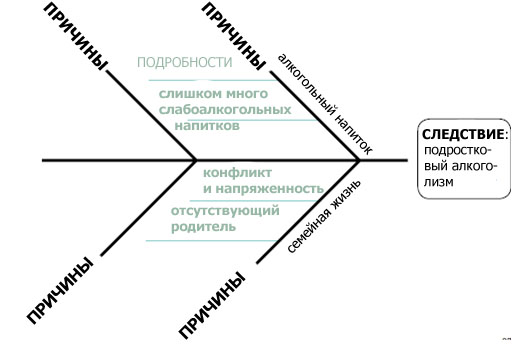 ПРИЧИНЫ
ПРИЧИНЫ
ПОДРОБНОСТИ
слишком много
слабоалкогольных
напитков
алкогольный напиток
СЛЕДСТВИЕ:
подростко-
вый алкого-
лизм
конфликт
и напряженность
отсутствующий
родитель
семейная жизнь
ПРИЧИНЫ
ПРИЧИНЫ